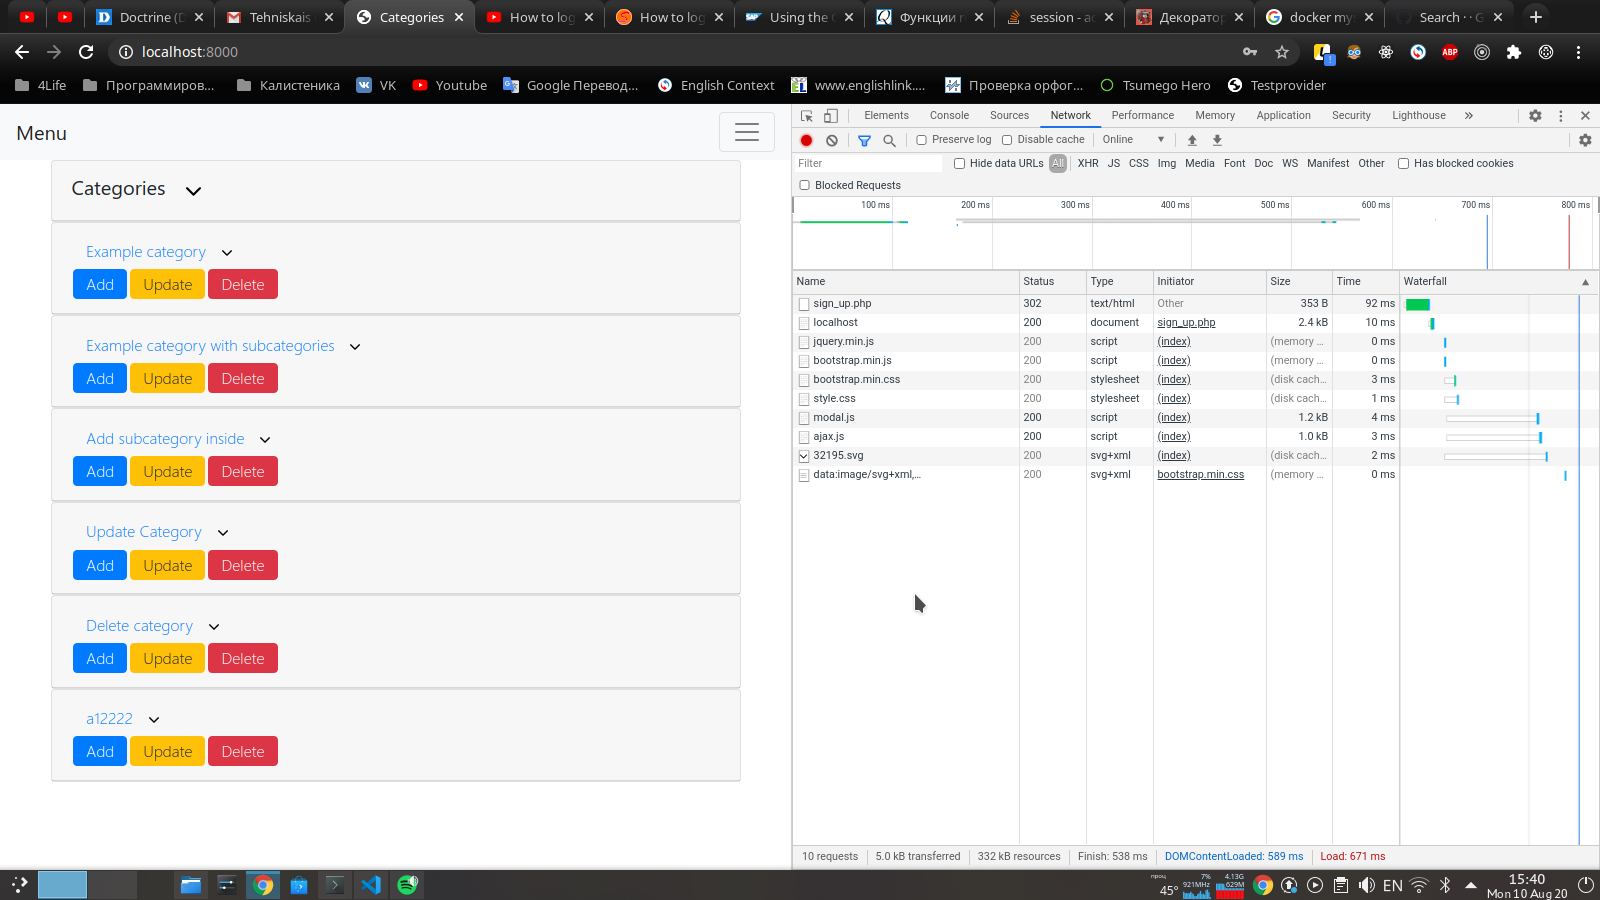 Doctrine (D
Tehniskais
Categories
How to log
How to log
Using the C
Функции
session - ac
Декоратор
docker my
Search · · G
localhost:8000
4Life
Программиров...
Калистеника
VK
Youtube
Google Перевод...
English Context
www.englishlink....
Проверка орфог...
Tsumego Hero
Testprovider
Menu
Categories
Example category
Add Update Delete
Example category with subcategories
Add Update Delete
Add subcategory inside
Add Update Delete
Update Category
Add Update Delete
Delete category
Add Update Delete
a12222
Add Update Delete
Elements Console Sources Network Performance Memory Application Security Lighthouse »
Preserve log Disable cache Online
Filter Hide data URLs All XHR JS CSS Img Media Font Doc WS Manifest Other Has blocked cookies
Blocked Requests
100 ms 200 ms 300 ms 400 ms 500 ms 600 ms 700 ms 800 ms
Name Status Type Initiator Size Time Waterfall
sign_up.php 302 text/html Other 353 B 92 ms
localhost 200 document sign_up.php 2.4 kB 10 ms
jquery.min.js 200 script (index) (memory ... 0 ms
bootstrap.min.js 200 script (index) (memory ... 0 ms
bootstrap.min.css 200 stylesheet (index) (disk cach... 3 ms
style.css 200 stylesheet (index) (disk cach... 1 ms
modal.js 200 script (index) 1.2 kB 4 ms
ajax.js 200 script (index) 1.0 kB 3 ms
32195.svg 200 svg+xml (index) (disk cach... 2 ms
data:image/svg+xml,... 200 svg+xml bootstrap.min.css (memory ... 0 ms
10 requests 5.0 kB transferred 332 kB resources Finish: 538 ms DOMContentLoaded: 589 ms Load: 671 ms
проц 7% 4.13G
45° 921MHz 629M
EN
15:40
Mon 10 Aug 20